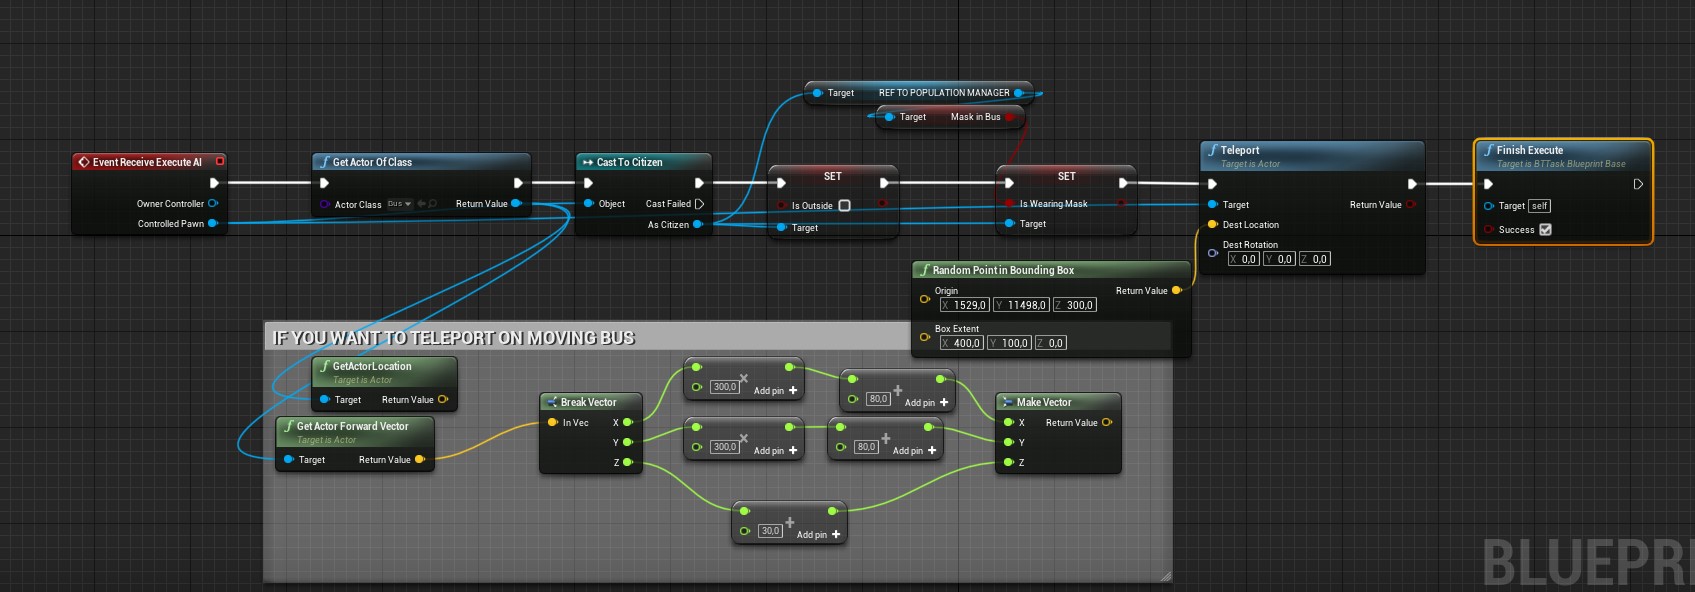 Target REF TO POPULATION MANAGER
Target Mask in Bus
Event Receive Execute AI
Owner Controller
Controlled Pawn
Get Actor Of Class
Actor Class Bus Return Value
Cast To Citizen
Object Cast Failed
As Citizen
SET
Is Outside
Target
SET
Is Wearing Mask
Target
Teleport
Target is Actor
Target Return Value
Dest Location
Dest Rotation
X 0,0 Y 0,0 Z 0,0
Finish Execute
Target is BTTask Blueprint Base
Target self
Success
Random Point in Bounding Box
Origin Return Value
X 1529,0 Y 11498,0 Z 300,0
Box Extent
X 400,0 Y 100,0 Z 0,0
IF YOU WANT TO TELEPORT ON MOVING BUS
GetActorLocation
Target is Actor
Target Return Value
Get Actor Forward Vector
Target is Actor
Target Return Value
Break Vector
In Vec X
Y
Z
300,0 Add pin +
80,0 Add pin +
300,0 Add pin +
80,0 Add pin +
30,0 Add pin +
Make Vector
X Return Value
Y
Z
BLUEPRI